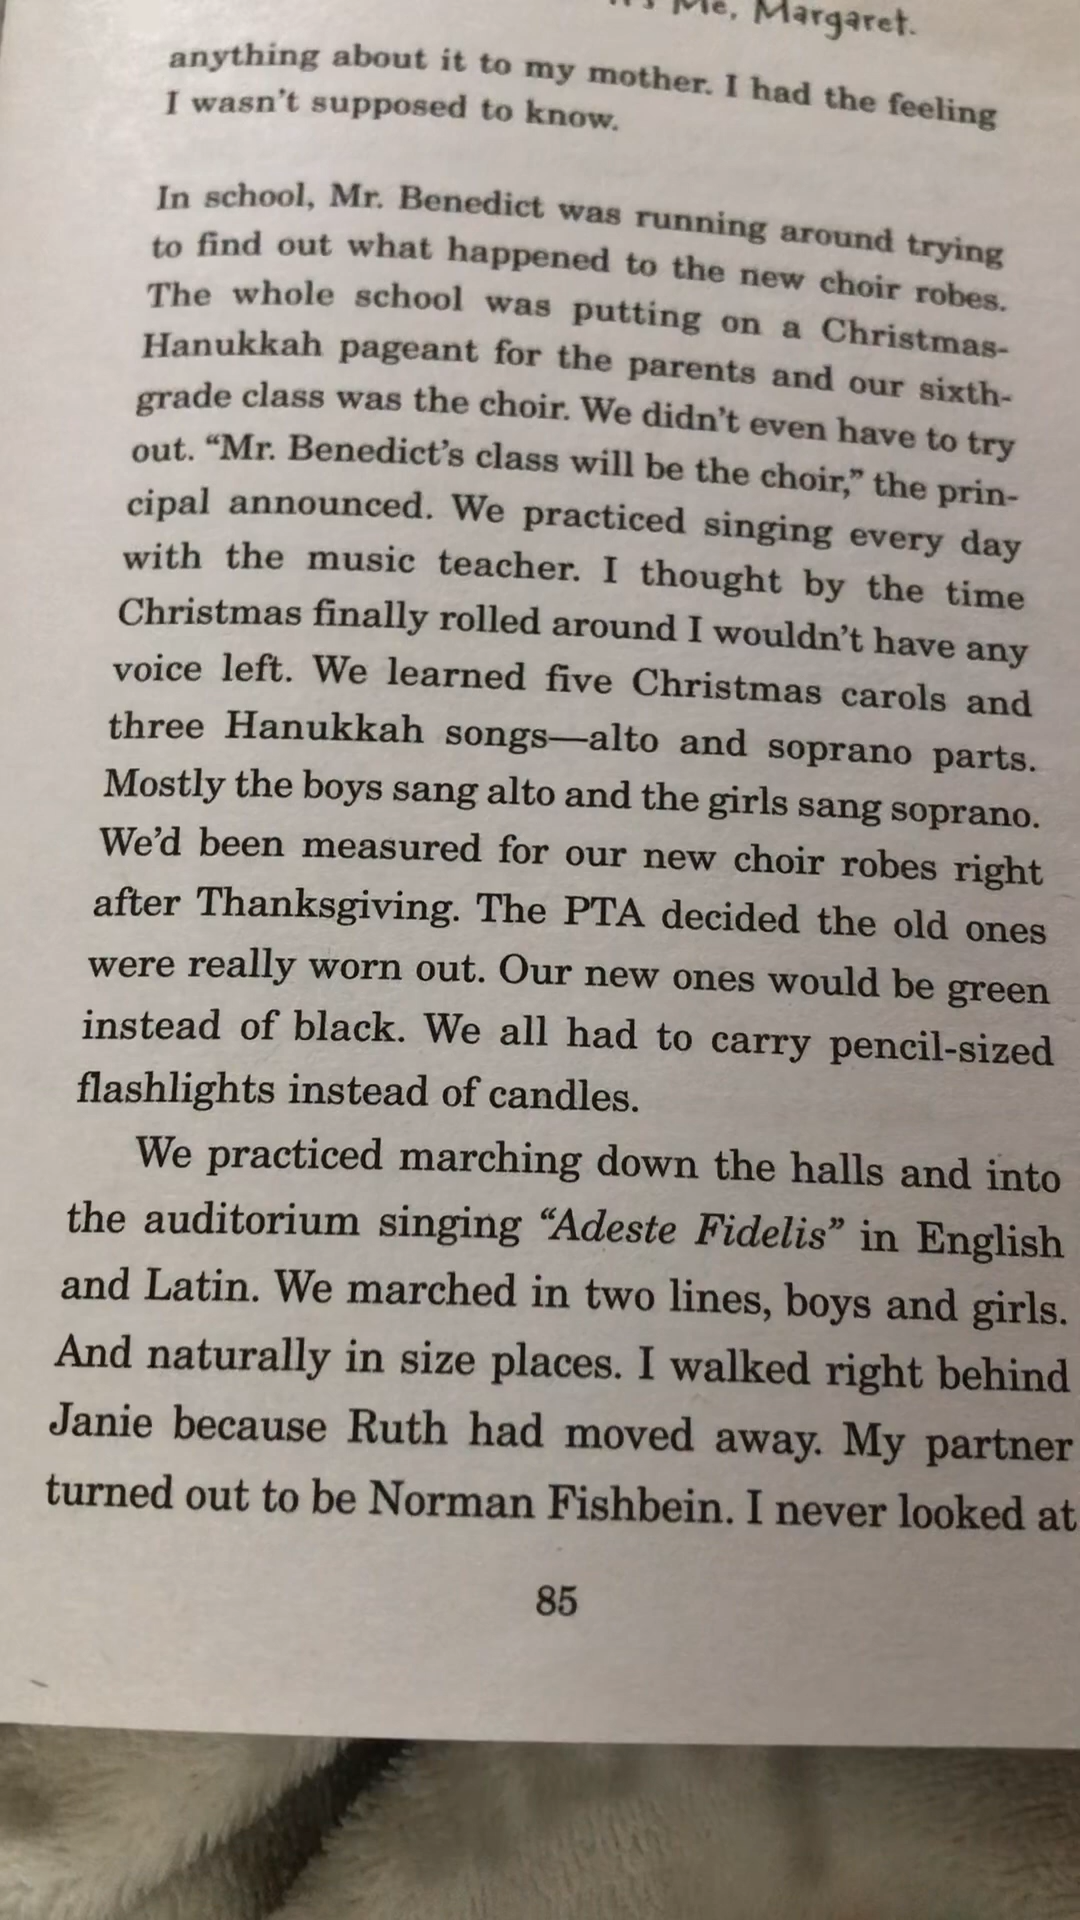 Me, Margaret.
anything about it to my mother. I had the feeling
I wasn't supposed to know.
In school, Mr. Benedict was running around trying
to find out what happened to the new choir robes.
The whole school was putting on a Christmas-
Hanukkah pageant for the parents and our sixth-
grade class was the choir. We didn't even have to try
out. “Mr. Benedict's class will be the choir,” the prin-
cipal announced. We practiced singing every day
with the music teacher. I thought by the time
Christmas finally rolled around I wouldn't have any
voice left. We learned five Christmas carols and
three Hanukkah songs—alto and soprano parts.
Mostly the boys sang alto and the girls sang soprano.
We'd been measured for our new choir robes right
after Thanksgiving. The PTA decided the old ones
were really worn out. Our new ones would be green
instead of black. We all had to carry pencil-sized
flashlights instead of candles.
We practiced marching down the halls and into
the auditorium singing “Adeste Fidelis” in English
and Latin. We marched in two lines, boys and girls.
And naturally in size places. I walked right behind
Janie because Ruth had moved away. My partner
turned out to be Norman Fishbein. I never looked at
85